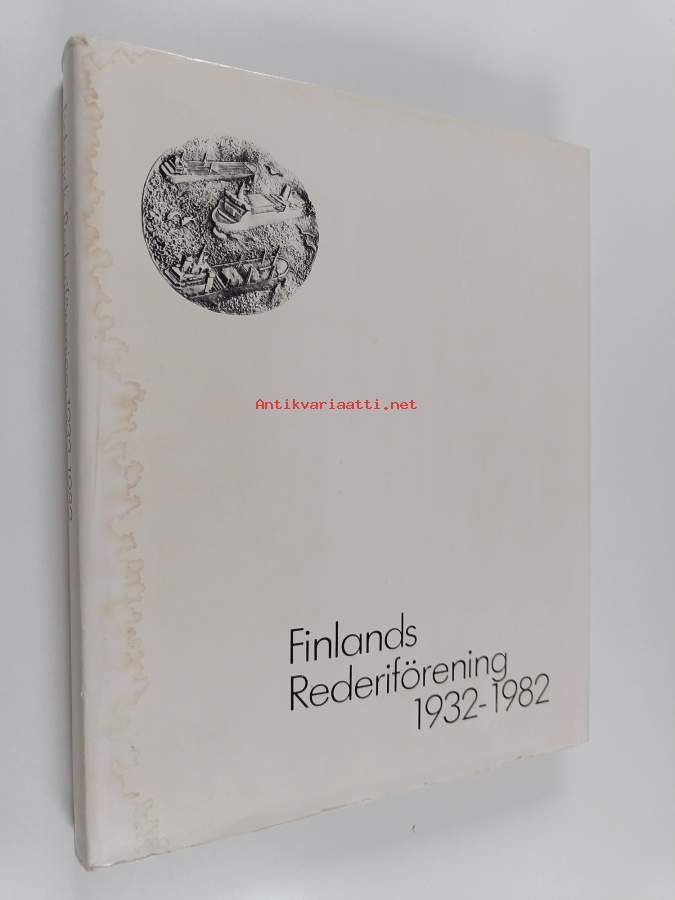 Antikvariaatti.net
Finlands
Rederiförening
1932-1982